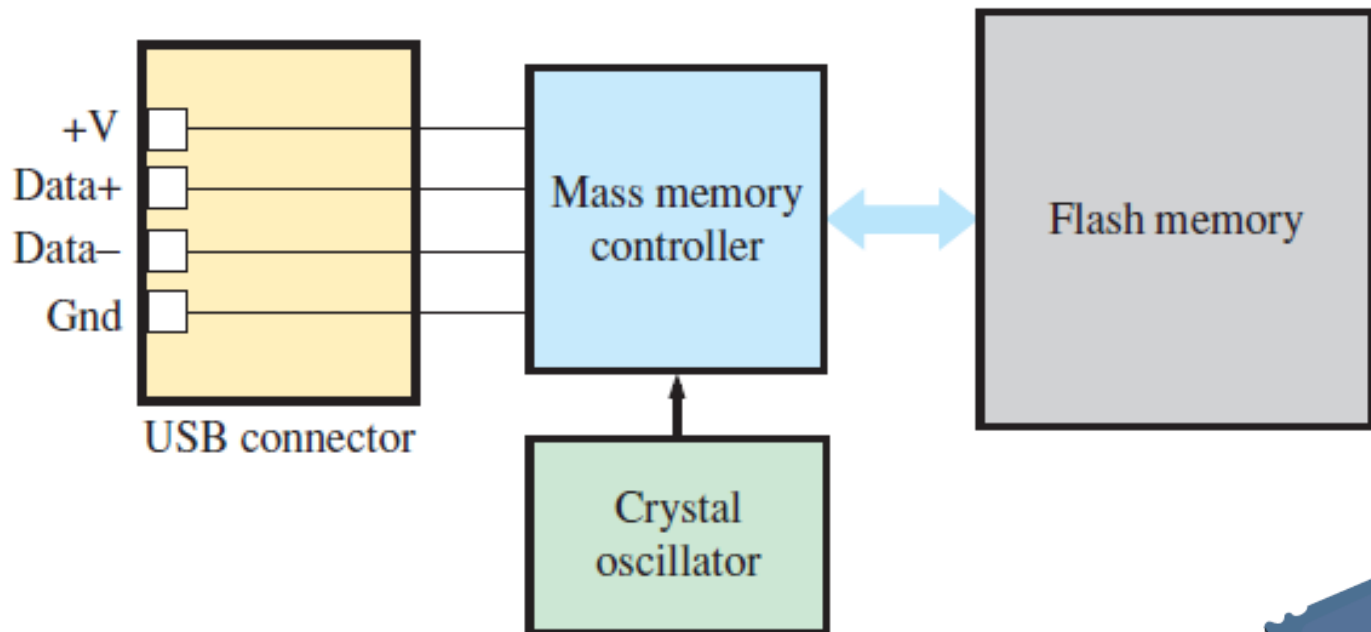 +V
Data+
Data–
Gnd
USB connector
Mass memory
controller
Crystal
oscillator
Flash memory